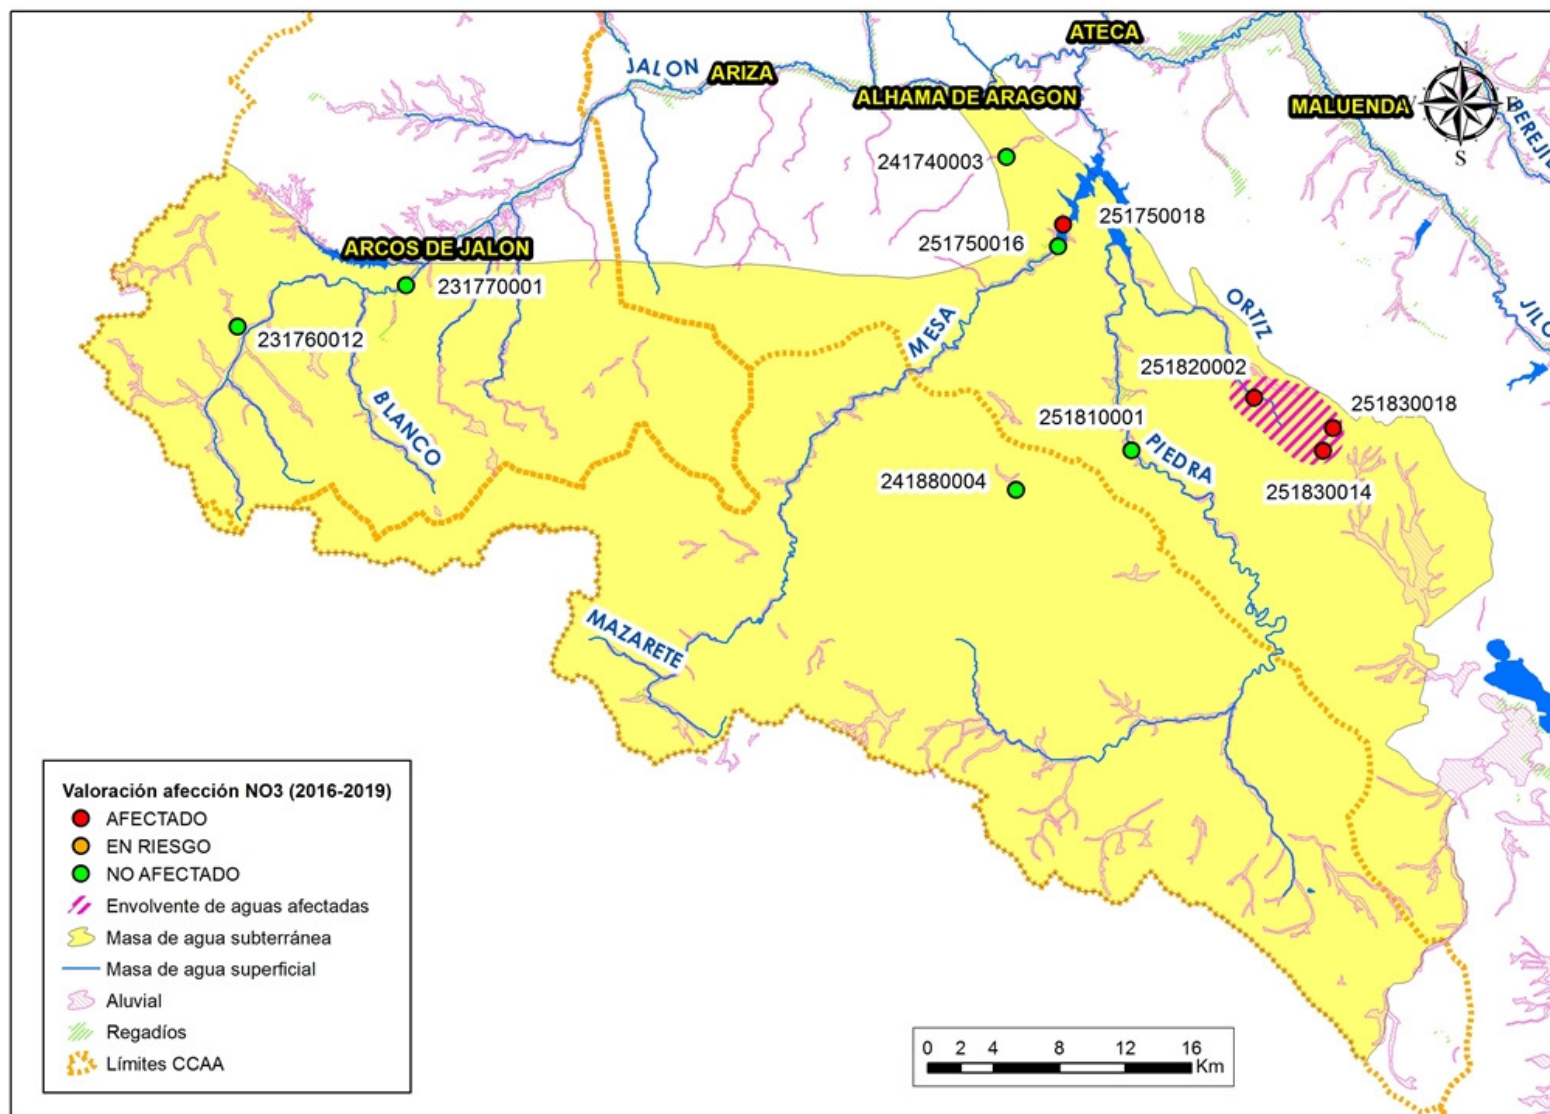 ATECA
JALON
ARIZA
N
ALHAMA DE ARAGON
MALUENDA
E
S
241740003
251750018
251750016
ARCOS DE JALON
231770001
ORTIZ
MESA
231760012
251820002
BLANCO
251810001
251830018
PIEDRA
241880004
251830014
MAZARETE
Valoración afección NO3 (2016-2019)
AFECTADO
EN RIESGO
NO AFECTADO
Envolvente de aguas afectadas
Masa de agua subterránea
Masa de agua superficial
Aluvial
Regadíos
Límites CCAA
0 2 4 8 12 16
Km